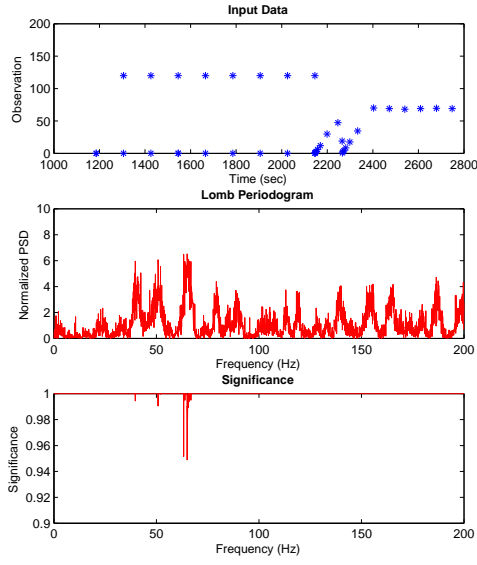 Input Data
200
150
100
50
0
Observation
1000 1200 1400 1600 1800 2000 2200 2400 2600 2800
Time (sec)
Lomb Periodogram
10
8
6
4
2
0
Normalized PSD
0 50 100 150 200
Frequency (Hz)
Significance
1
0.98
0.96
0.94
0.92
0.9
Significance
0 50 100 150 200
Frequency (Hz)